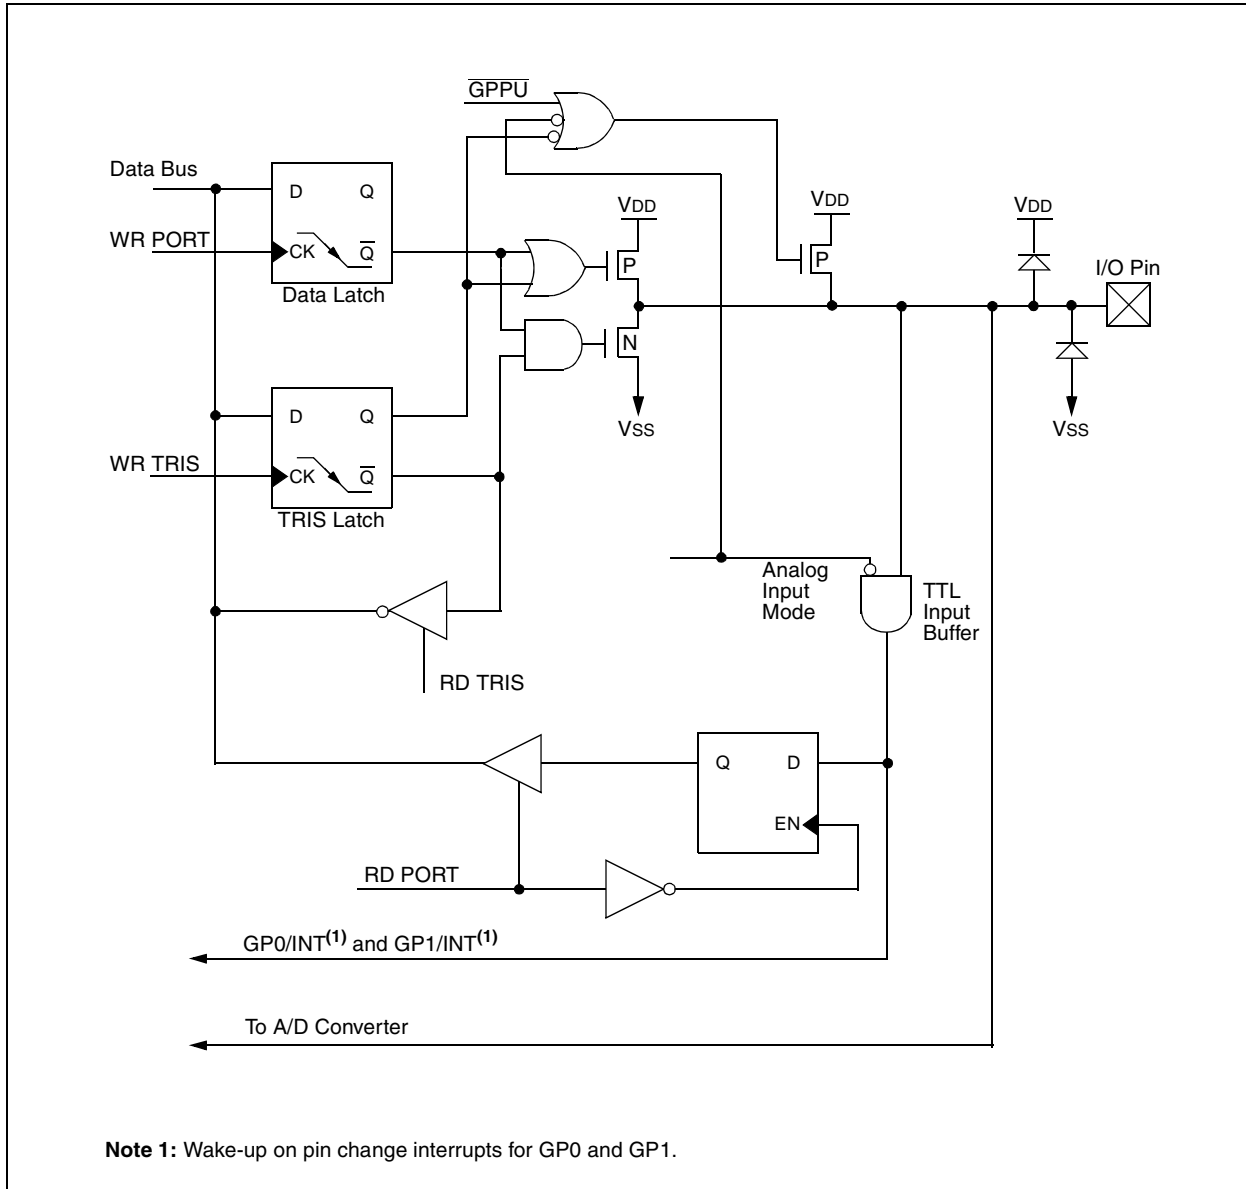 GPPU
Data Bus
D Q
VDD
VDD
VDD
WR PORT
CK Q
P
P
I/O Pin
Data Latch
N
D Q
VSS
VSS
WR TRIS
CK Q
TRIS Latch
Analog
Input
Mode
TTL
Input
Buffer
RD TRIS
Q D
EN
RD PORT
GP0/INT(1) and GP1/INT(1)
To A/D Converter
Note 1: Wake-up on pin change interrupts for GP0 and GP1.